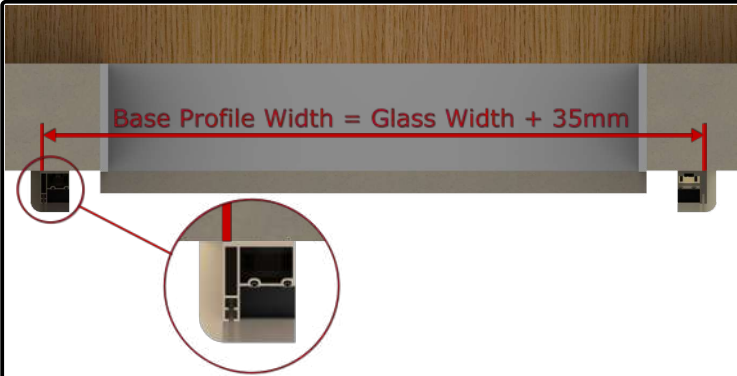 Base Profile Width = Glass Width + 35mm